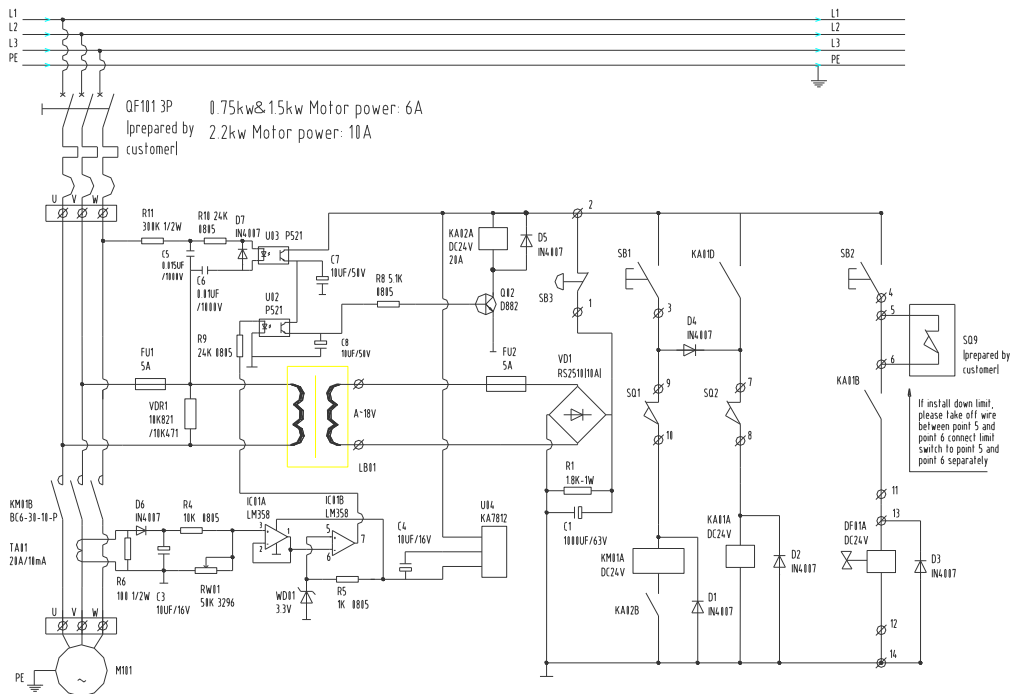 L1
L2
L3
PE
L1
L2
L3
PE
QF101 3P
|prepared by
customer|
0.75kw&1.5kw Motor power: 6A
2.2kw Motor power: 10A
U V W
R11
300K 1/2W
R10 24K
0805
D7
IN4007
U03 P521
C5
0.015UF
/1000V
C6
0.01UF
/1000V
C7
10UF/50V
U02
P521
R9
24K 0805
C8
10UF/50V
R8 5.1K
0805
KA02A
DC24V
20A
D5
IN4007
Q02
D882
2
SB3
1
SB1
3
KA01D
D4
IN4007
SB2
4
5
6
SQ9
|prepared by
customer|
FU1
5A
VDR1
10K821
/10K471
A~18V
LB01
FU2
5A
VD1
RS2510|10A|
SQ1
9
10
SQ2
7
8
KA01B
If install down limit,
please take off wire
between point 5 and
point 6 connect limit
switch to point 5 and
point 6 separately
R1
1.8K-1W
C1
1000UF/63V
KM01B
BC6-30-10-P
TA01
20A/10mA
D6
IN4007
R4
10K 0805
R6
100 1/2W
C3
10UF/16V
RW01
50K 3296
IC01A
LM358
3
2
1
IC01B
LM358
5
6
7
WD01
3.3V
R5
1K 0805
C4
10UF/16V
U04
KA7812
KM01A
DC24V
KA02B
D1
IN4007
KA01A
DC24V
D2
IN4007
11
13
DF01A
DC24V
D3
IN4007
12
14
U V W
M101
~
PE